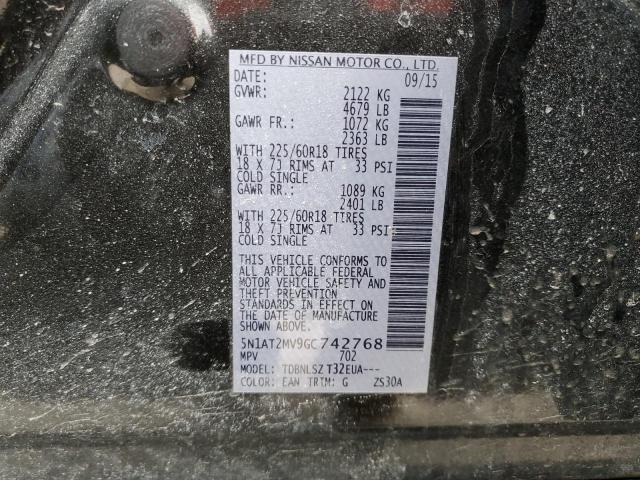 MFD BY NISSAN MOTOR CO., LTD.
DATE: 09/15
GVWR: 2122 KG
4679 LB
GAWR FR.: 1072 KG
2363 LB
WITH 225/60R18 TIRES
18 X 7J RIMS AT 33 PSI
COLD SINGLE
GAWR RR.: 1089 KG
2401 LB
WITH 225/60R18 TIRES
18 X 7J RIMS AT 33 PSI
COLD SINGLE
THIS VEHICLE CONFORMS TO
ALL APPLICABLE FEDERAL
MOTOR VEHICLE SAFETY AND
THEFT PREVENTION
STANDARDS IN EFFECT ON
THE DATE OF MANUFACTURE
SHOWN ABOVE.
5N1AT2MV9GC742768
MPV 702
MODEL: TDBNLSZ T32EUA---
COLOR: EAN TRIM: G ZS30A